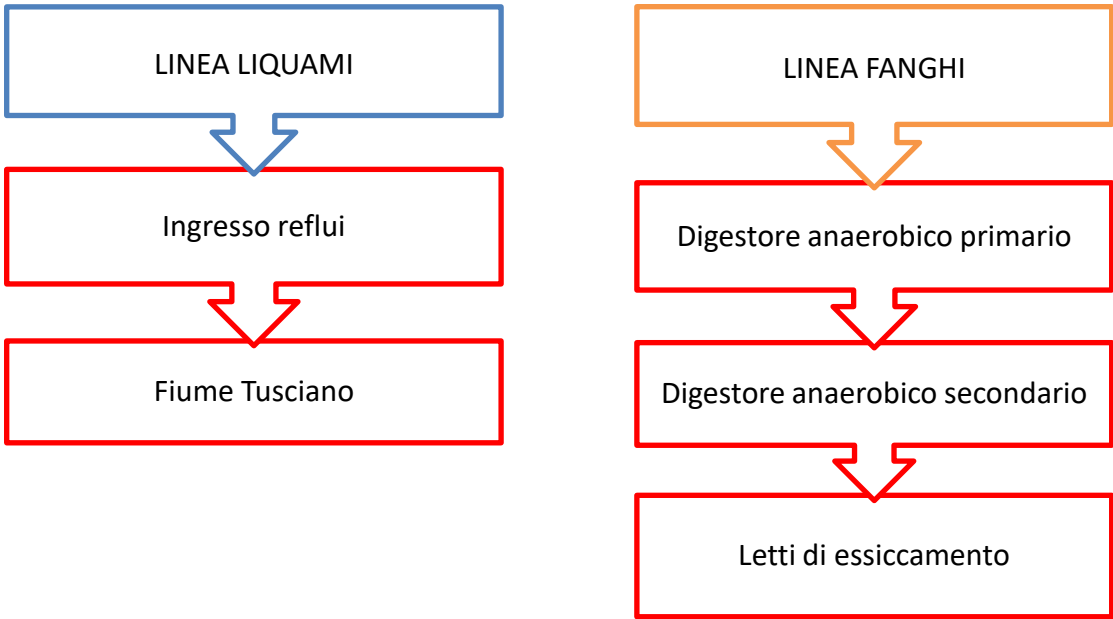 LINEA LIQUAMI
Ingresso reflui
Fiume Tusciano
LINEA FANGHI
Digestore anaerobico primario
Digestore anaerobico secondario
Letti di essiccamento